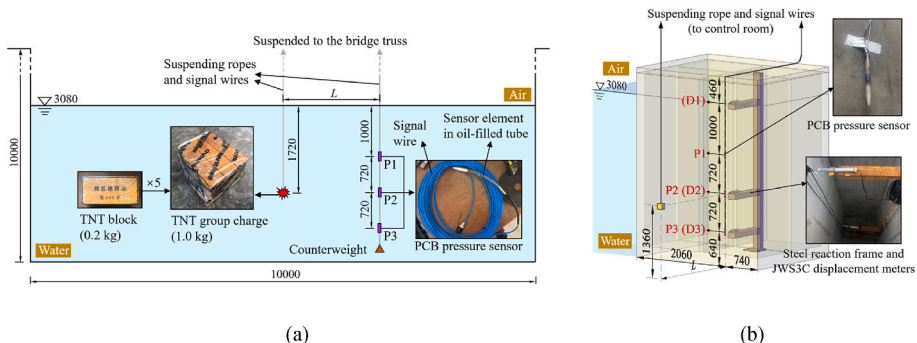 Suspended to the bridge truss
Suspending ropes
and signal wires
L
3080
Air
10000
1720
1000
720
720
Signal
wire
Sensor element
in oil-filled tube
P1
P2
P3
×5
TNT block
(0.2 kg)
TNT group charge
(1.0 kg)
PCB pressure sensor
Counterweight
Water
10000
(a)
Suspending rope and signal wires
(to control room)
Air
3080
460
(D1)
1000
P1
PCB pressure sensor
720
P2 (D2)
720
P3 (D3)
640
Water
1360
2060
L
740
Steel reaction frame and
JWS3C displacement meters
(b)